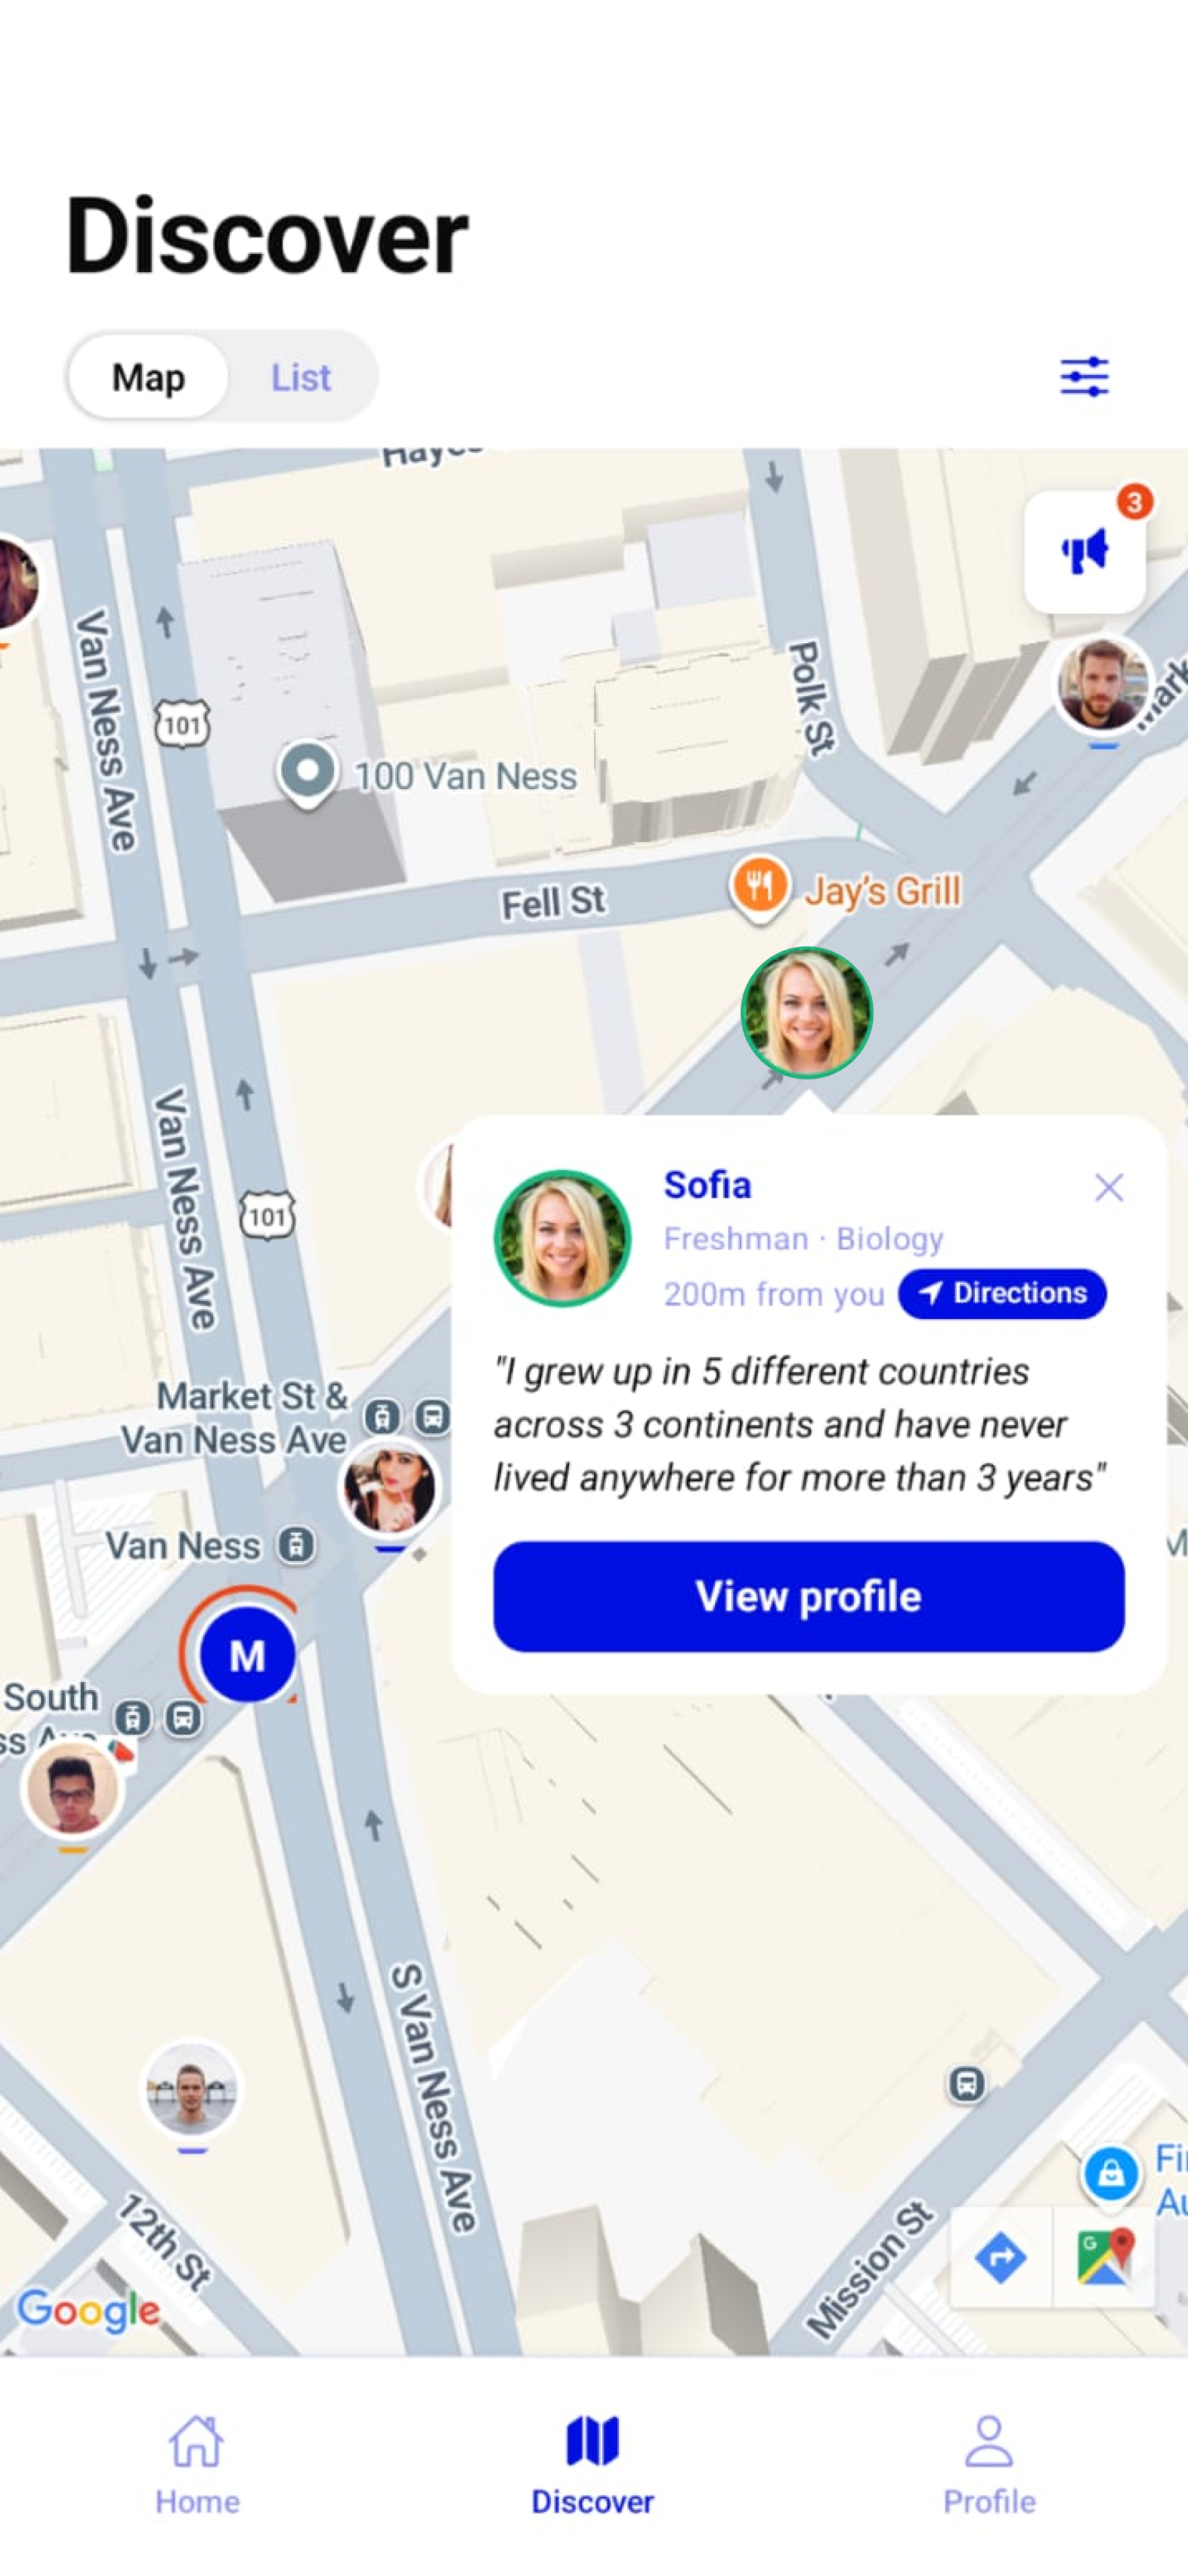 Discover
Map
List
3
Van Ness Ave
101
100 Van Ness
Polk St
Fell St
Jay's Grill
Van Ness Ave
101
Sofia
Freshman · Biology
200m from you
Directions
"I grew up in 5 different countries
across 3 continents and have never
lived anywhere for more than 3 years"
View profile
Market St &
Van Ness Ave
Van Ness
M
South
S Van Ness Ave
12th St
Mission St
G
Google
Home
Discover
Profile